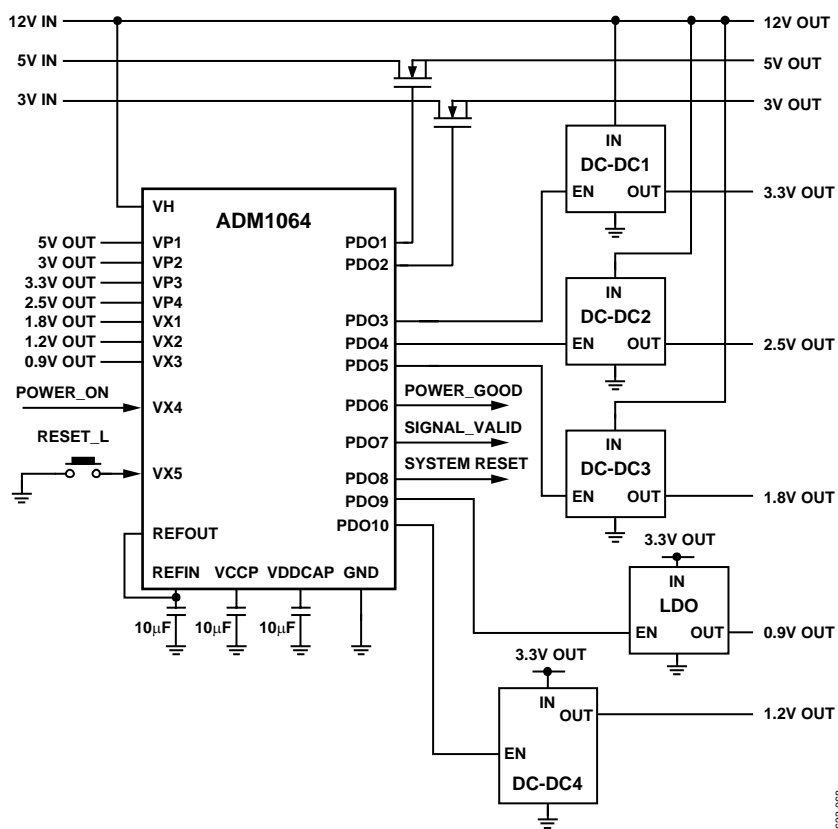 12V IN
12V OUT
5V IN
5V OUT
3V IN
3V OUT
IN
DC-DC1
EN OUT
3.3V OUT
VH
ADM1064
5V OUT
VP1
PDO1
3V OUT
VP2
PDO2
3.3V OUT
VP3
2.5V OUT
VP4
1.8V OUT
VX1
PDO3
1.2V OUT
VX2
PDO4
0.9V OUT
VX3
PDO5
IN
DC-DC2
EN OUT
2.5V OUT
POWER_ON
VX4
PDO6
POWER_GOOD
PDO7
SIGNAL_VALID
RESET_L
VX5
PDO8
SYSTEM RESET
PDO9
PDO10
IN
DC-DC3
EN OUT
1.8V OUT
REFOUT
REFIN VCCP VDDCAP GND
10μF 10μF 10μF
3.3V OUT
IN
LDO
EN OUT
0.9V OUT
3.3V OUT
IN
OUT
1.2V OUT
EN
DC-DC4